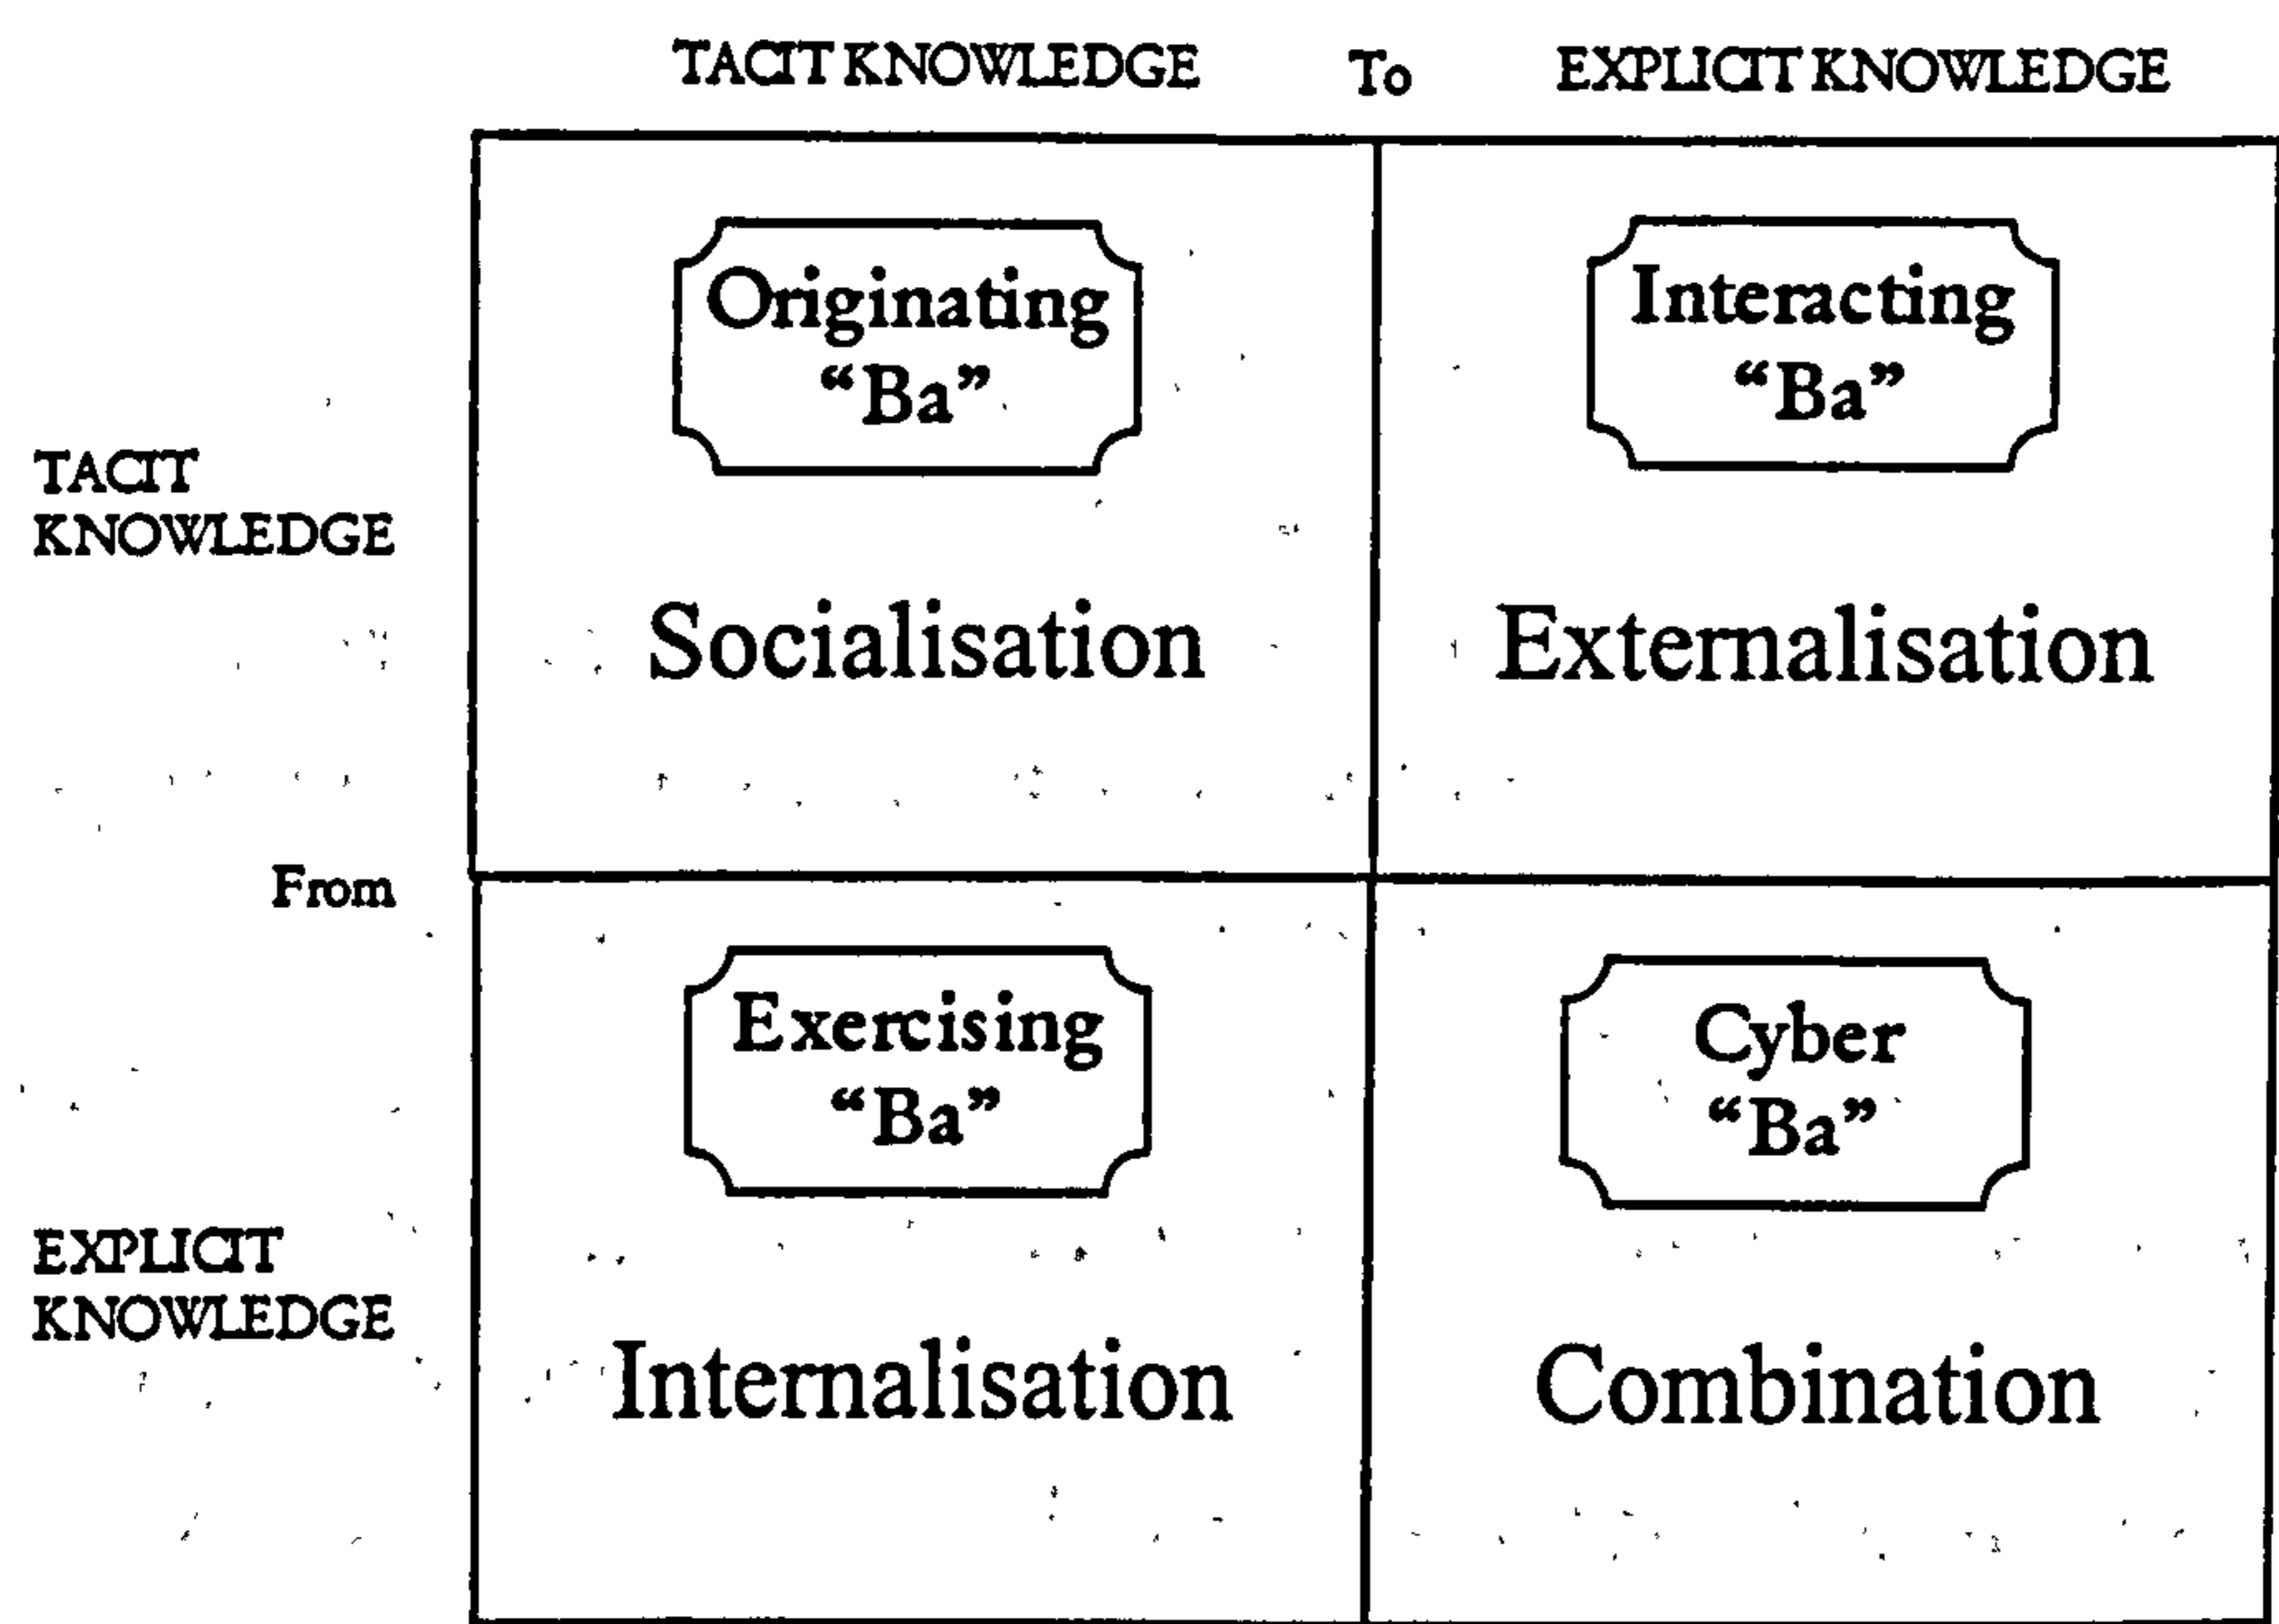 TACIT KNOWLEDGE To EXPLICIT KNOWLEDGE
Originating
“Ba”
Interacting
“Ba”
TACIT
KNOWLEDGE
Socialisation
Externalisation
From
Exercising
“Ba”
Cyber
“Ba”
EXPLICIT
KNOWLEDGE
Internalisation
Combination